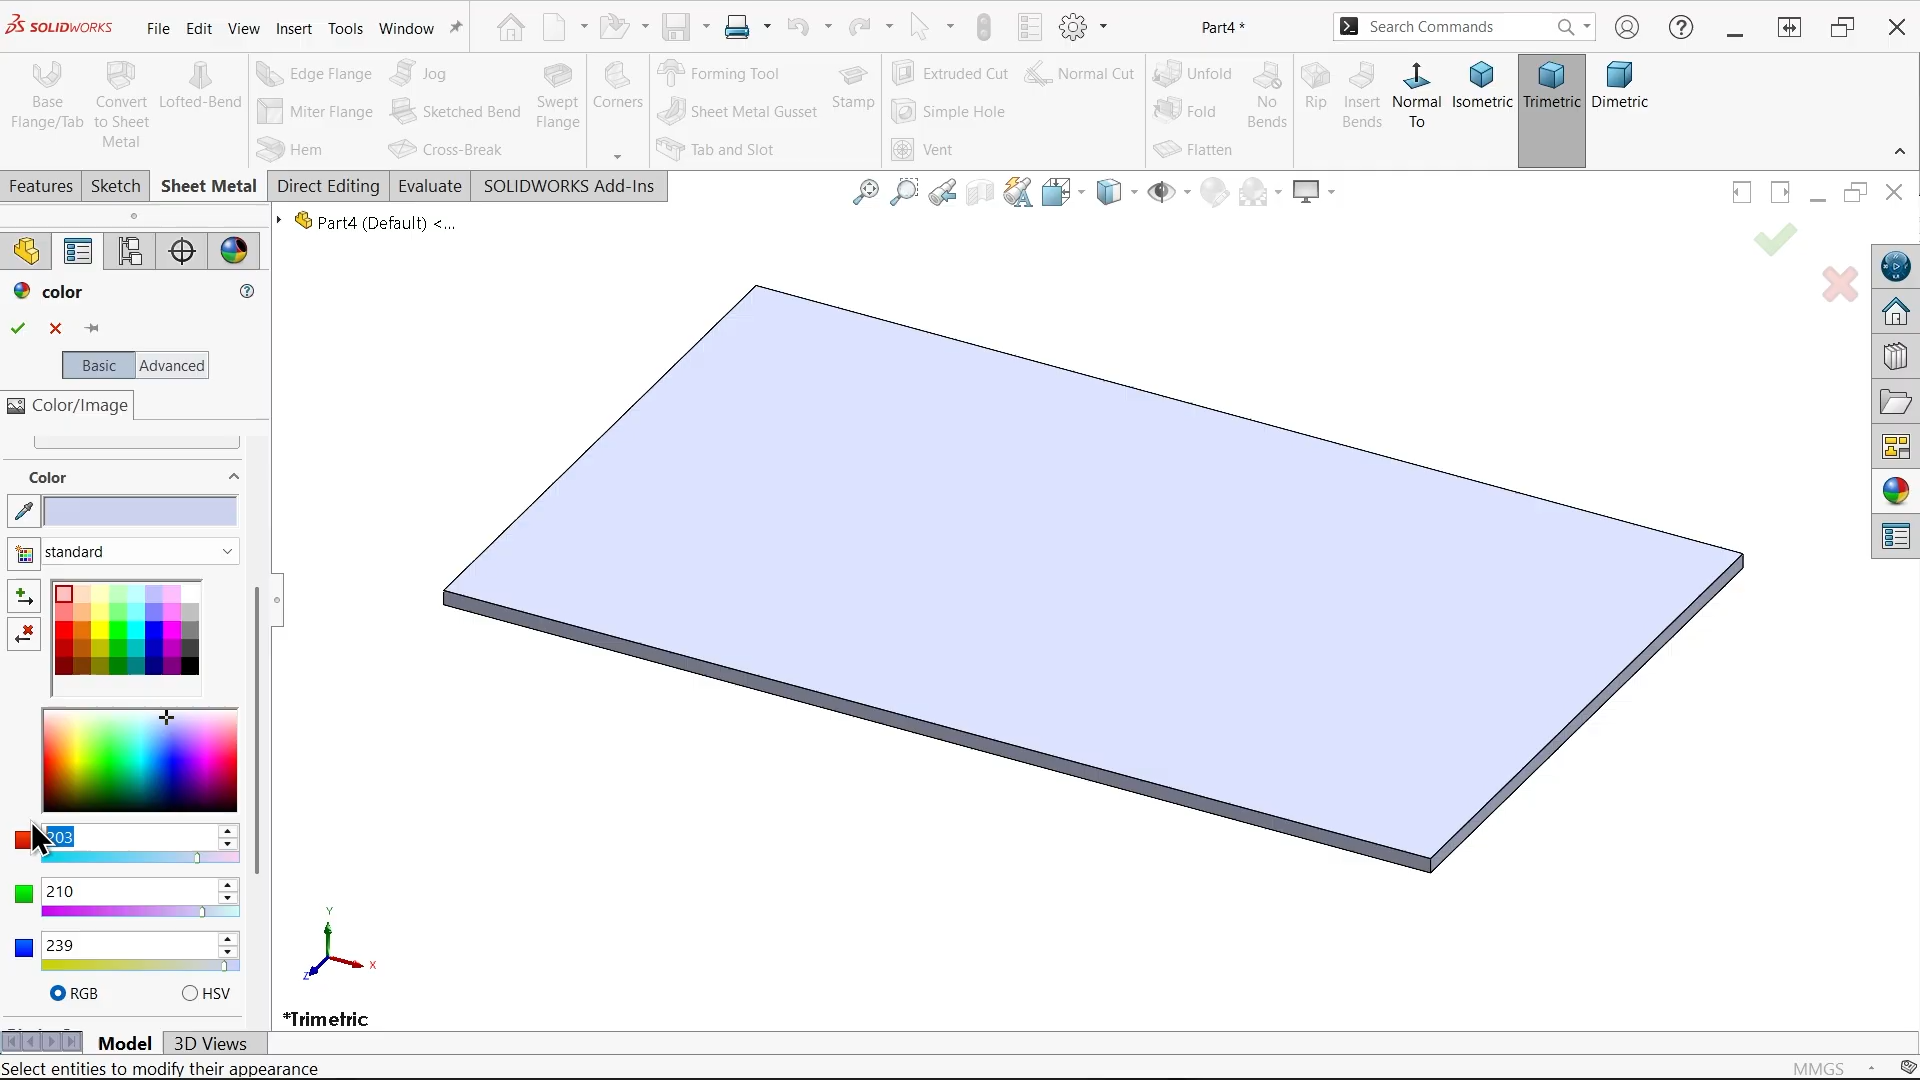 SOLIDWORKS File Edit View Insert Tools Window Part4 * Search Commands
Base Flange/Tab
Convert to Sheet Metal
Lofted-Bend
Edge Flange
Miter Flange
Hem
Jog
Sketched Bend
Cross-Break
Swept Flange
Corners
Forming Tool
Sheet Metal Gusset
Tab and Slot
Stamp
Extruded Cut
Simple Hole
Vent
Normal Cut
Unfold
Fold
Flatten
No Bends
Rip
Insert Bends
Normal To
Isometric
Trimetric
Dimetric
Features Sketch Sheet Metal Direct Editing Evaluate SOLIDWORKS Add-Ins
Part4 (Default) <...
color
Basic Advanced
Color/Image
Color
standard
203
210
239
RGB HSV
Y
X
Z
*Trimetric
Model 3D Views
Select entities to modify their appearance
MMGS